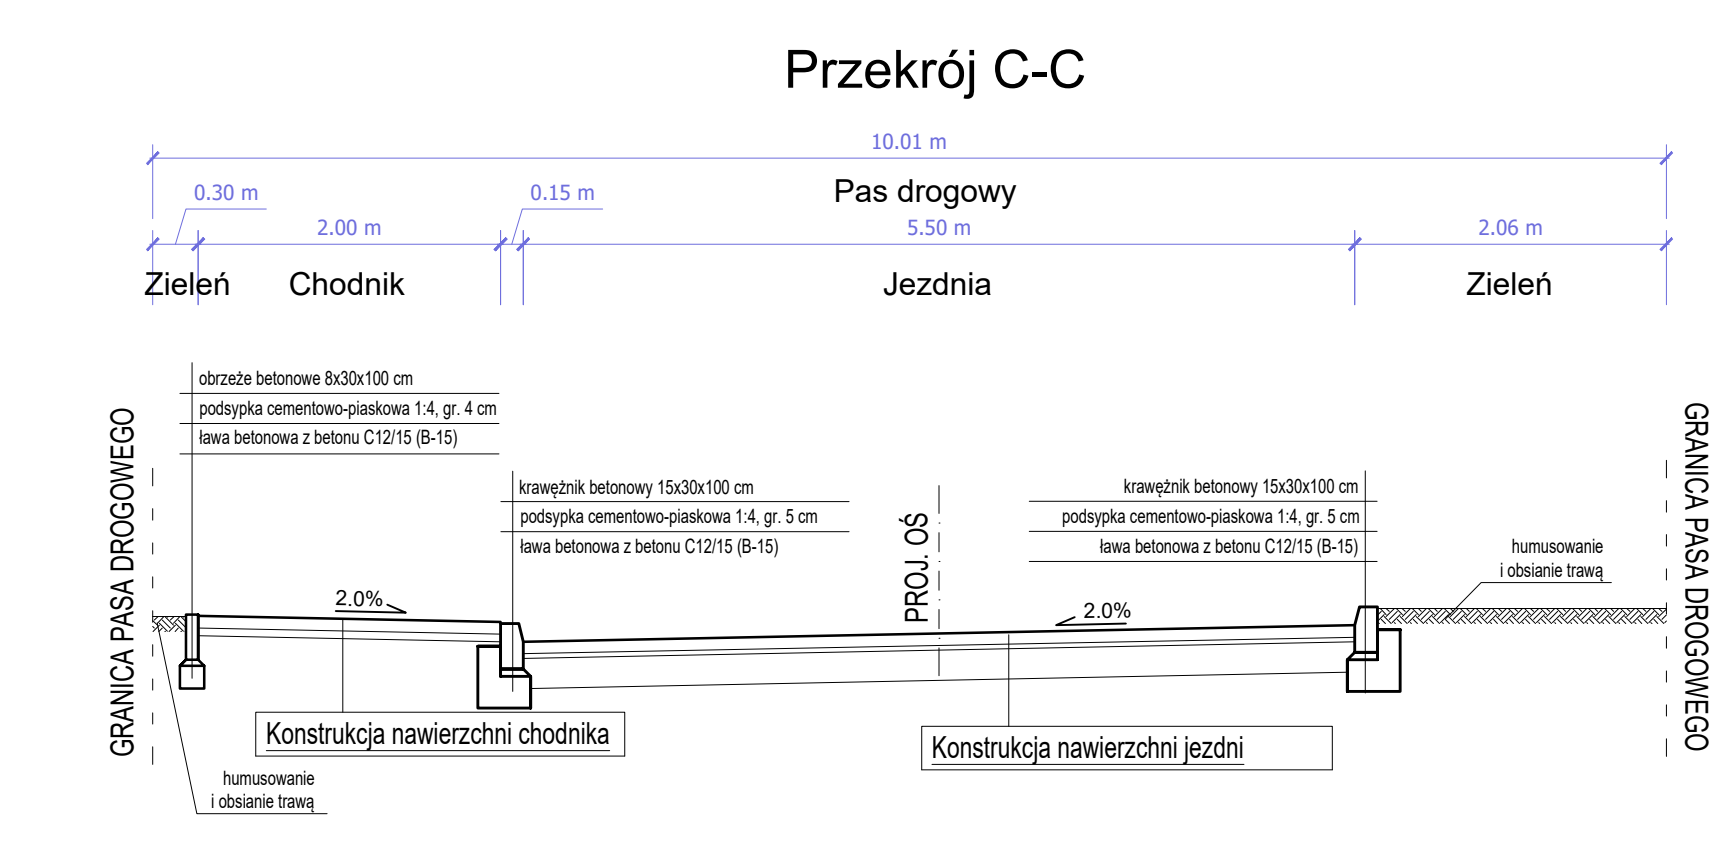 Przekrój C-C
10.01 m
Pas drogowy
0.30 m
0.15 m
2.00 m
5.50 m
2.06 m
Zieleń
Chodnik
Jezdnia
Zieleń
obrzeże betonowe 8x30x100 cm
podsypka cementowo-piaskowa 1:4, gr. 4 cm
ława betonowa z betonu C12/15 (B-15)
krawężnik betonowy 15x30x100 cm
podsypka cementowo-piaskowa 1:4, gr. 5 cm
ława betonowa z betonu C12/15 (B-15)
krawężnik betonowy 15x30x100 cm
podsypka cementowo-piaskowa 1:4, gr. 5 cm
ława betonowa z betonu C12/15 (B-15)
GRANICA PASA DROGOWEGO
PROJ. OŚ
GRANICA PASA DROGOWEGO
humusowanie
i obsianie trawą
2.0%
2.0%
Konstrukcja nawierzchni chodnika
Konstrukcja nawierzchni jezdni
humusowanie
i obsianie trawą